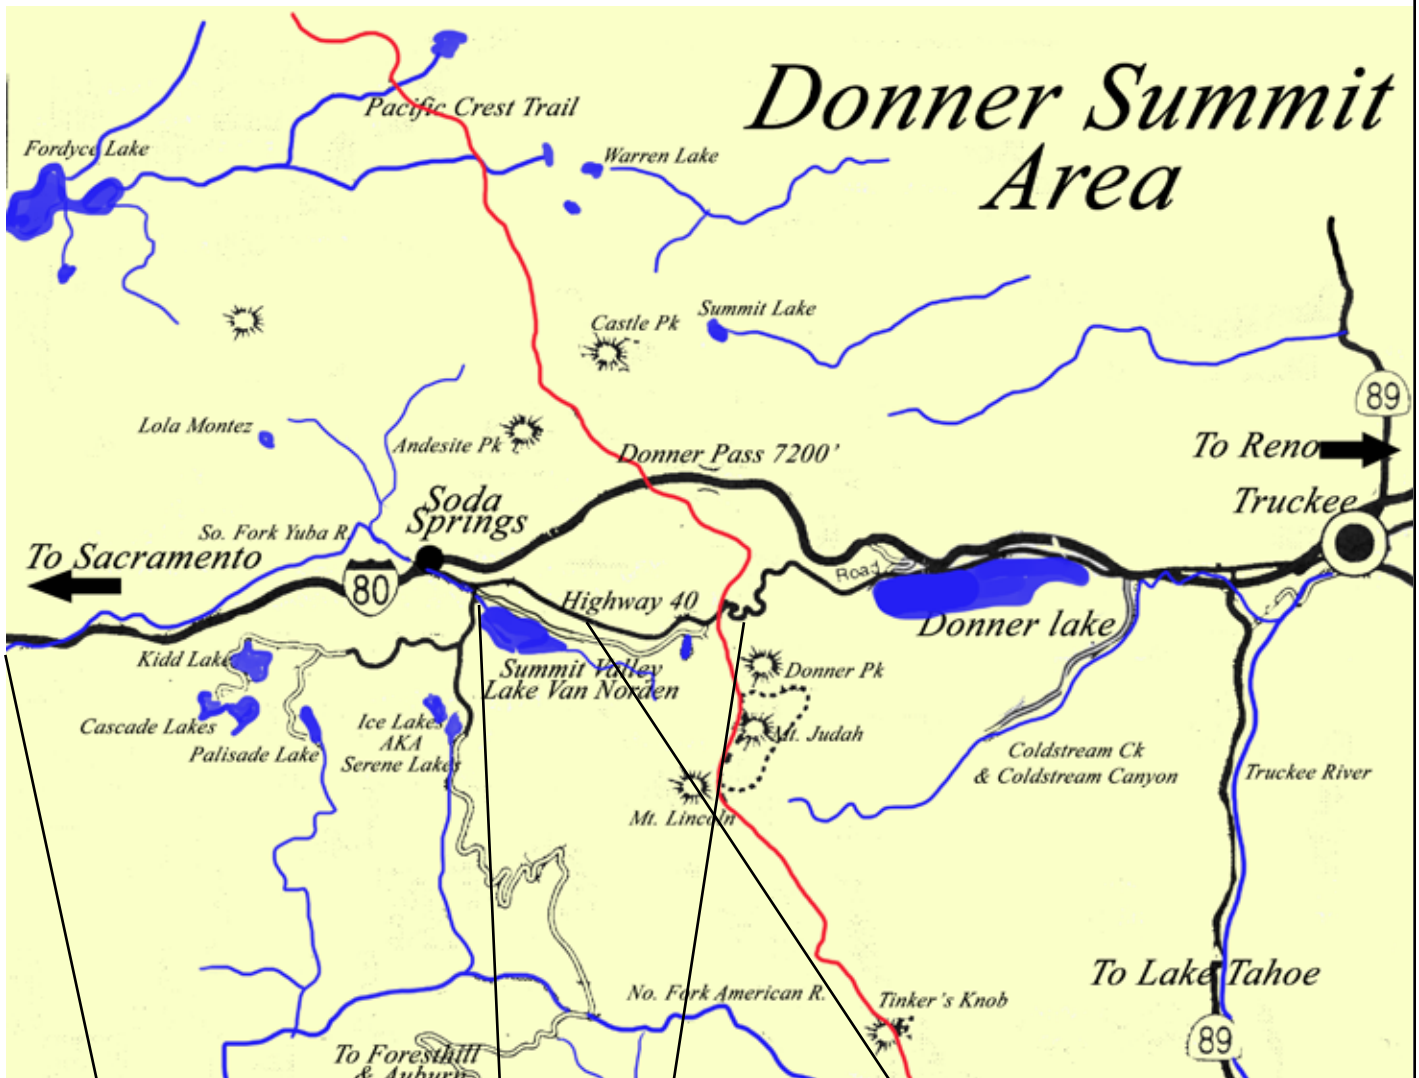 Donner Summit
Area
Pacific Crest Trail
Fordyce Lake
Warren Lake
Summit Lake
Castle Pk
89
Lola Montez
Andesite Pk
Donner Pass 7200’
To Reno
Truckee
Soda
Springs
So. Fork Yuba R.
To Sacramento
80
Road
Highway 40
Donner lake
Kidd Lake
Summit Valley
Lake Van Norden
Donner Pk
Cascade Lakes
Ice Lakes
AKA
Serene Lakes
Palisade Lake
Mt. Judah
Coldstream Ck
& Coldstream Canyon
Truckee River
Mt. Lincoln
To Lake Tahoe
No. Fork American R.
Tinker’s Knob
89
To Foresthill
& Auburn